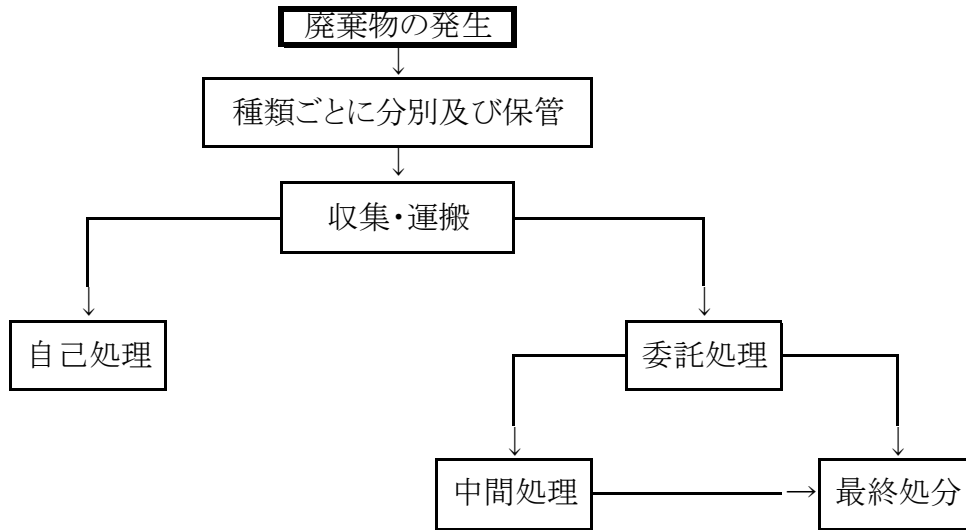 廃棄物の発生
↓
種類ごとに分別及び保管
↓
収集・運搬
↓ ↓
自己処理 委託処理
↓ ↓
中間処理 → 最終処分